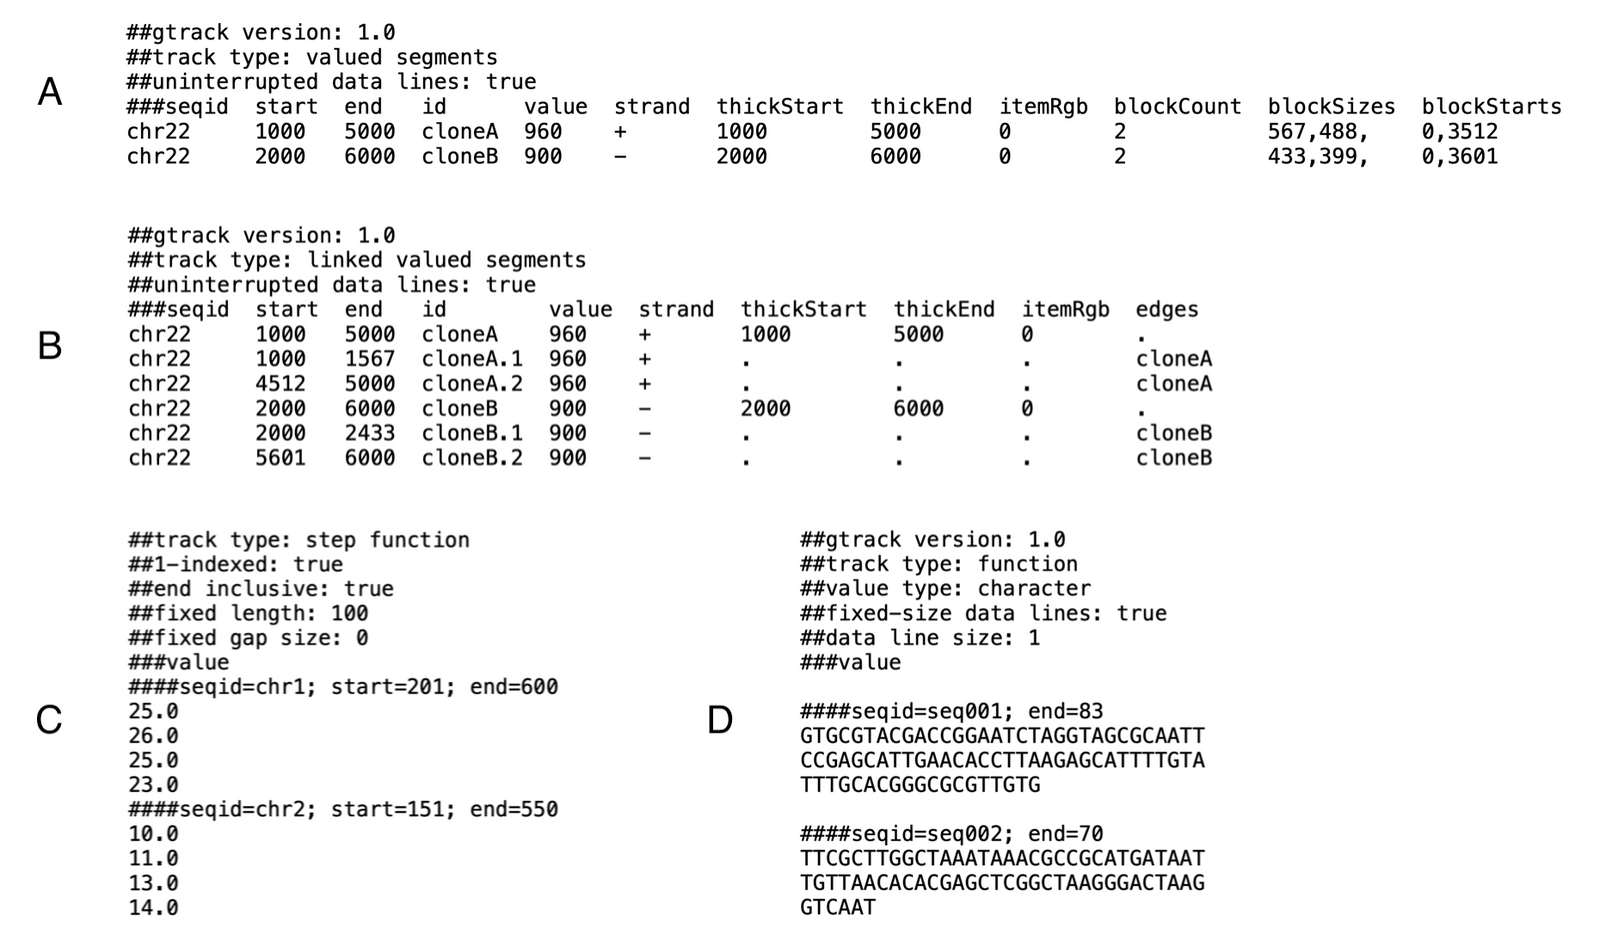 A
##gtrack version: 1.0
##track type: valued segments
##uninterrupted data lines: true
###seqid start end id value strand thickStart thickEnd itemRgb blockCount blockSizes blockStarts
chr22 1000 5000 cloneA 960 + 1000 5000 0 2 567,488, 0,3512
chr22 2000 6000 cloneB 900 - 2000 6000 0 2 433,399, 0,3601
B
##gtrack version: 1.0
##track type: linked valued segments
##uninterrupted data lines: true
###seqid start end id value strand thickStart thickEnd itemRgb edges
chr22 1000 5000 cloneA 960 + 1000 5000 0 .
chr22 1000 1567 cloneA.1 960 + . . . cloneA
chr22 4512 5000 cloneA.2 960 + . . . cloneA
chr22 2000 6000 cloneB 900 - 2000 6000 0 .
chr22 2000 2433 cloneB.1 900 - . . . cloneB
chr22 5601 6000 cloneB.2 900 - . . . cloneB
C
##track type: step function
##1-indexed: true
##end inclusive: true
##fixed length: 100
##fixed gap size: 0
###value
####seqid=chr1; start=201; end=600
25.0
26.0
25.0
23.0
####seqid=chr2; start=151; end=550
10.0
11.0
13.0
14.0
D
##gtrack version: 1.0
##track type: function
##value type: character
##fixed-size data lines: true
##data line size: 1
###value
####seqid=seq001; end=83
GTGCGTACGACCGGAATCTAGGTAGCGCAATT
CCGAGCATTGAACACCTTAAGAGCATTTTGTA
TTTGCACGGGCGCGTTGTG
####seqid=seq002; end=70
TTCGCTTGGCTAAATAAACGCCGCATGATAAT
TGTTAACACACGAGCTCGGCTAAGGGACTAAG
GTCAAT